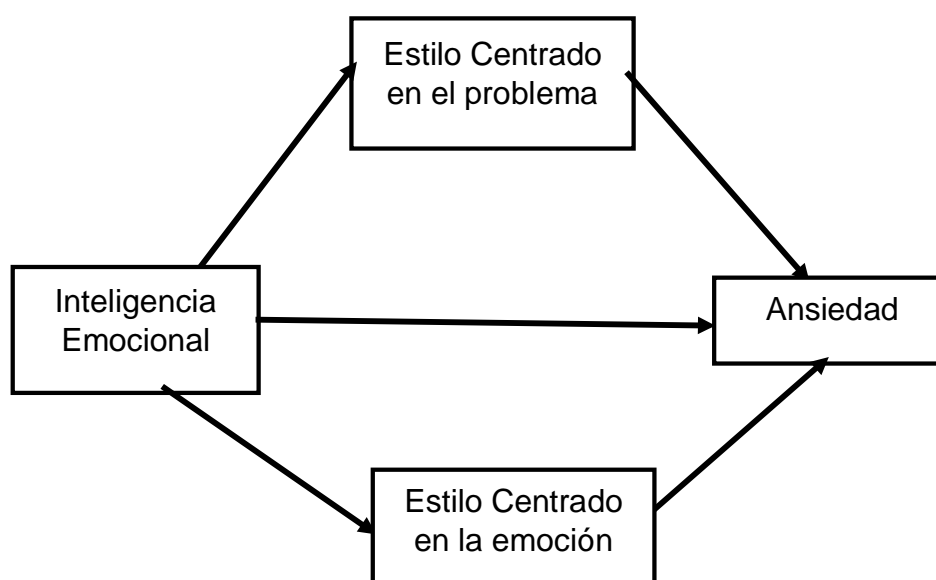 Estilo Centrado
en el problema
Inteligencia
Emocional
Ansiedad
Estilo Centrado
en la emoción